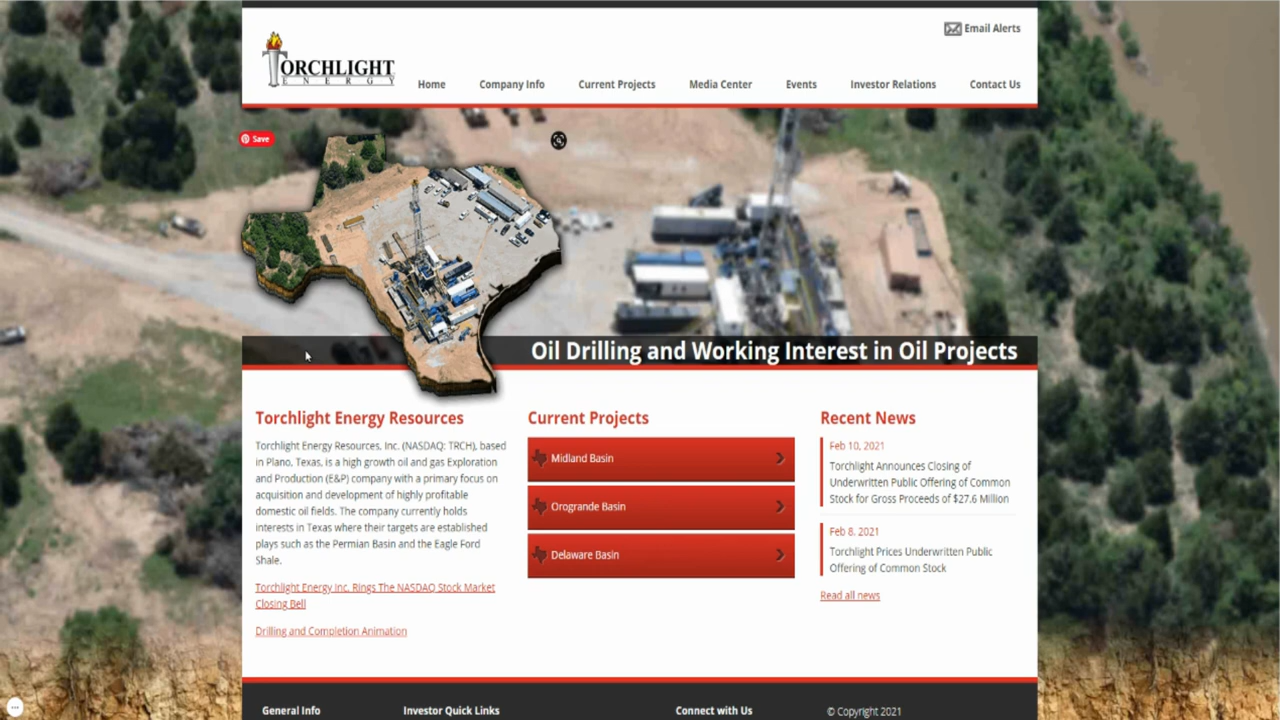 Email Alerts
TORCHLIGHT
ENERGY
Home Company Info Current Projects Media Center Events Investor Relations Contact Us
Save
Oil Drilling and Working Interest in Oil Projects
Torchlight Energy Resources
Torchlight Energy Resources, Inc. (NASDAQ: TRCH), based
in Plano, Texas, is a high growth oil and gas Exploration
and Production (E&P) company with a primary focus on
acquisition and development of highly profitable
domestic oil fields. The company currently holds
interests in Texas where their targets are established
plays such as the Permian Basin and the Eagle Ford
Shale.
Torchlight Energy Inc. Rings The NASDAQ Stock Market
Closing Bell
Drilling and Completion Animation
Current Projects
Midland Basin
Orogrande Basin
Delaware Basin
Recent News
Feb 10, 2021
Torchlight Announces Closing of
Underwritten Public Offering of Common
Stock for Gross Proceeds of $27.6 Million
Feb 8, 2021
Torchlight Prices Underwritten Public
Offering of Common Stock
Read all news
General Info Investor Quick Links Connect with Us © Copyright 2021